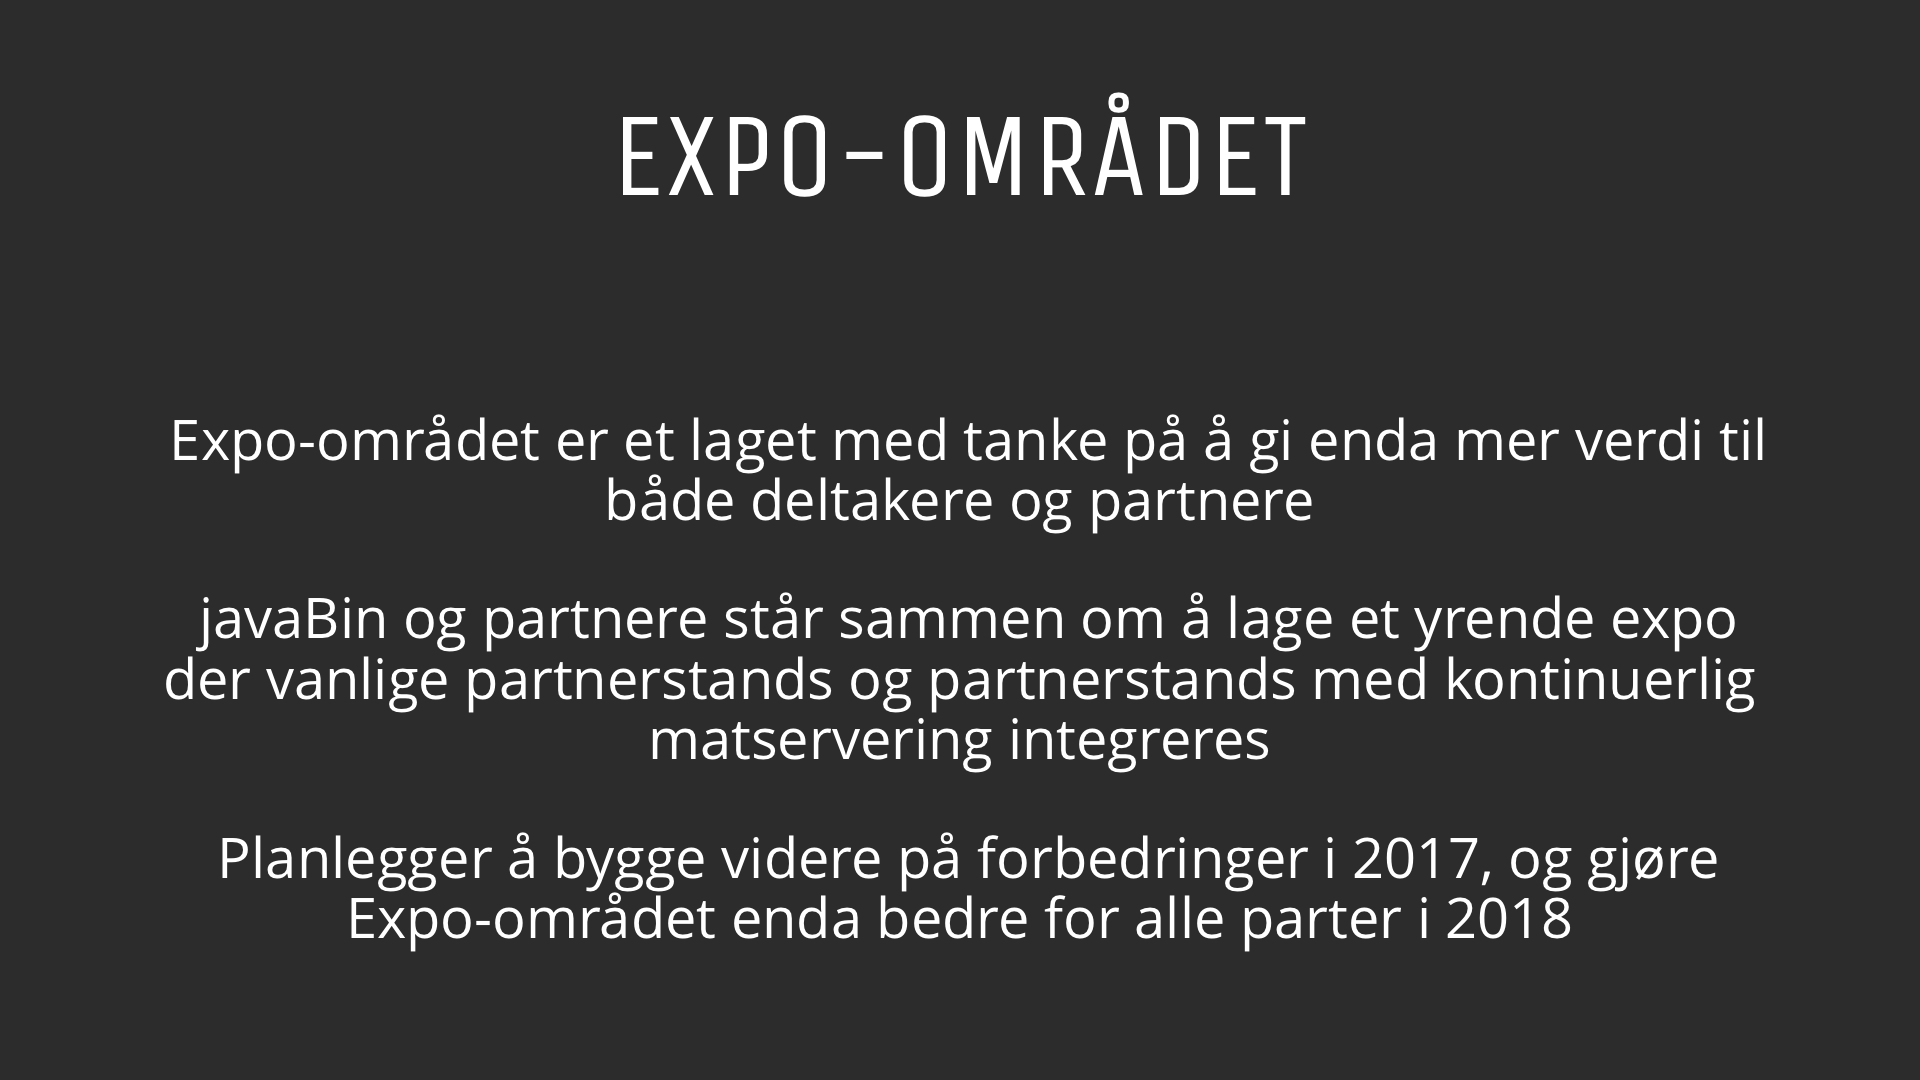 EXPO-OMRÅDET
Expo-området er et laget med tanke på å gi enda mer verdi til
både deltakere og partnere
javaBin og partnere står sammen om å lage et yrende expo
der vanlige partnerstands og partnerstands med kontinuerlig
matservering integreres
Planlegger å bygge videre på forbedringer i 2017, og gjøre
Expo-området enda bedre for alle parter i 2018